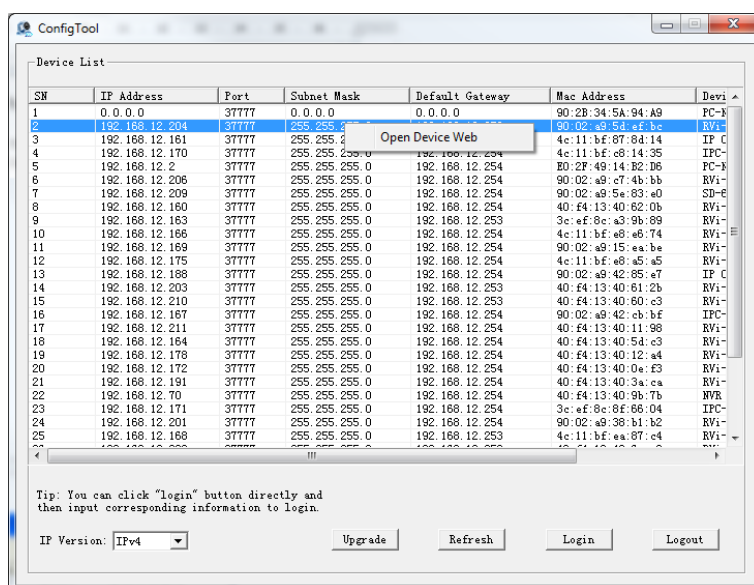 ConfigTool
Device List
SN IP Address Port Subnet Mask Default Gateway Mac Address Devi
1 0.0.0.0 37777 0.0.0.0 0.0.0.0 90:2B:34:5A:94:A9 PC-N
2 192.168.12.204 37777 255.255.255.0 90:02:a9:5d:ef:bc RVi-
Open Device Web
3 192.168.12.161 37777 255.255. 4c:11:bf:87:8d:14 IP C
4 192.168.12.170 37777 255.255.255.0 192.168.12.254 4c:11:bf:c8:14:35 IPC-
5 192.168.12.2 37777 255.255.255.0 192.168.12.254 E0:2F:49:14:B2:D6 PC-N
6 192.168.12.206 37777 255.255.255.0 192.168.12.254 90:02:a9:c7:4b:bb RVi-
7 192.168.12.209 37777 255.255.255.0 192.168.12.254 90:02:a9:5e:83:e0 SD-6
8 192.168.12.160 37777 255.255.255.0 192.168.12.254 40:f4:13:40:62:0b RVi-
9 192.168.12.163 37777 255.255.255.0 192.168.12.253 3c:ef:8c:a3:9b:89 RVi-
10 192.168.12.166 37777 255.255.255.0 192.168.12.254 4c:11:bf:e8:e6:74 RVi-
11 192.168.12.169 37777 255.255.255.0 192.168.12.254 90:02:a9:15:ea:be RVi-
12 192.168.12.175 37777 255.255.255.0 192.168.12.254 4c:11:bf:e8:a5:a5 RVi-
13 192.168.12.188 37777 255.255.255.0 192.168.12.254 90:02:a9:42:85:e7 IP C
14 192.168.12.203 37777 255.255.255.0 192.168.12.253 40:f4:13:40:61:2b RVi-
15 192.168.12.210 37777 255.255.255.0 192.168.12.253 40:f4:13:40:60:c3 RVi-
16 192.168.12.167 37777 255.255.255.0 192.168.12.254 90:02:a9:42:cb:bf IPC-
17 192.168.12.211 37777 255.255.255.0 192.168.12.254 40:f4:13:40:11:98 RVi-
18 192.168.12.164 37777 255.255.255.0 192.168.12.254 40:f4:13:40:5d:c3 RVi-
19 192.168.12.178 37777 255.255.255.0 192.168.12.254 40:f4:13:40:12:a4 RVi-
20 192.168.12.172 37777 255.255.255.0 192.168.12.254 40:f4:13:40:0e:f3 RVi-
21 192.168.12.191 37777 255.255.255.0 192.168.12.254 40:f4:13:40:3a:ca RVi-
22 192.168.12.70 37777 255.255.255.0 192.168.12.254 40:f4:13:40:9b:7b NVR
23 192.168.12.171 37777 255.255.255.0 192.168.12.254 3c:ef:8c:8f:66:04 IPC-
24 192.168.12.201 37777 255.255.255.0 192.168.12.254 90:02:a9:38:b1:b2 RVi-
25 192.168.12.168 37777 255.255.255.0 192.168.12.253 4c:11:bf:ea:87:c4 RVi-
Tip: You can click "login" button directly and
then input corresponding information to login.
IP Version: IPv4 Upgrade Refresh Login Logout